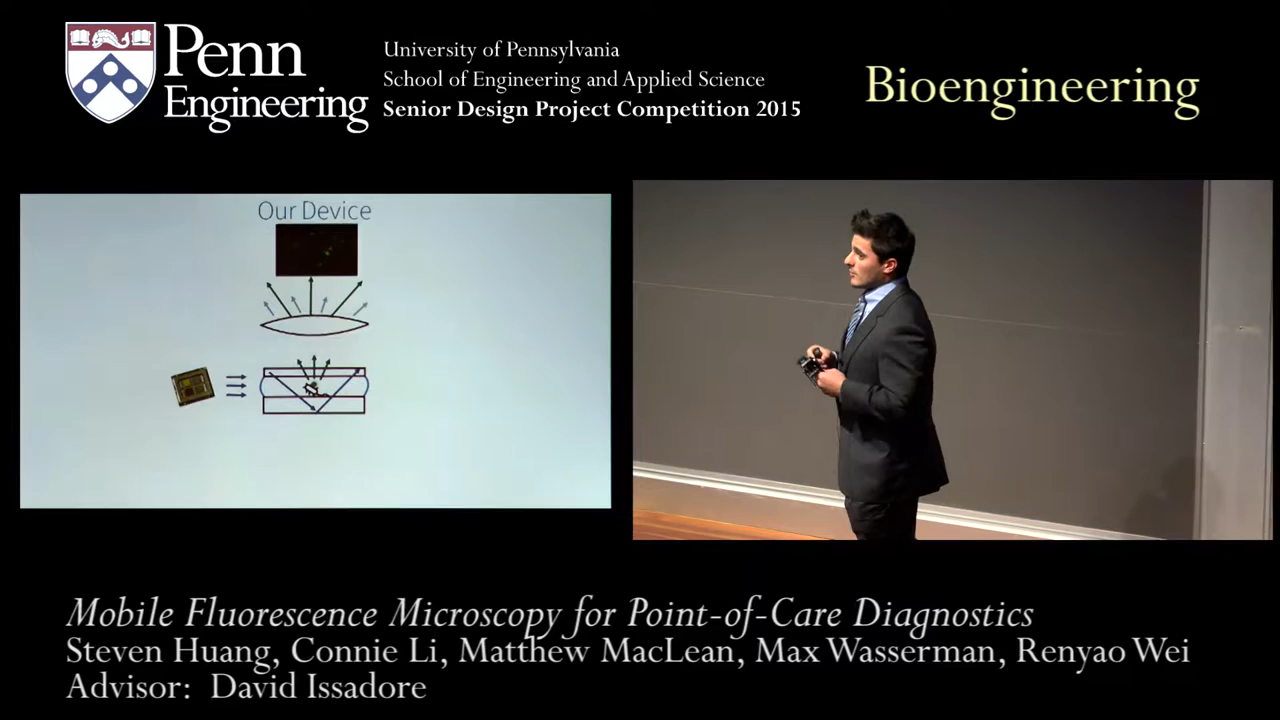 Penn
Engineering
University of Pennsylvania
School of Engineering and Applied Science
Senior Design Project Competition 2015
Bioengineering
Our Device
Mobile Fluorescence Microscopy for Point-of-Care Diagnostics
Steven Huang, Connie Li, Matthew MacLean, Max Wasserman, Renyao Wei
Advisor: David Issadore